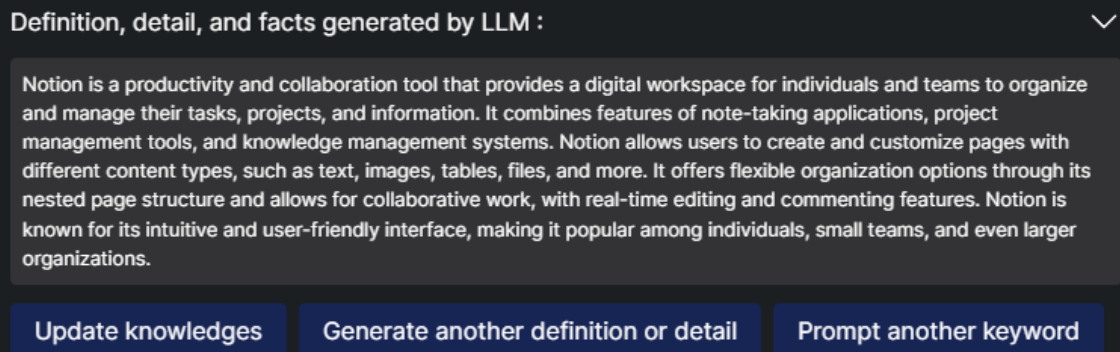 Definition, detail, and facts generated by LLM :
Notion is a productivity and collaboration tool that provides a digital workspace for individuals and teams to organize
and manage their tasks, projects, and information. It combines features of note-taking applications, project
management tools, and knowledge management systems. Notion allows users to create and customize pages with
different content types, such as text, images, tables, files, and more. It offers flexible organization options through its
nested page structure and allows for collaborative work, with real-time editing and commenting features. Notion is
known for its intuitive and user-friendly interface, making it popular among individuals, small teams, and even larger
organizations.
Update knowledges
Generate another definition or detail
Prompt another keyword